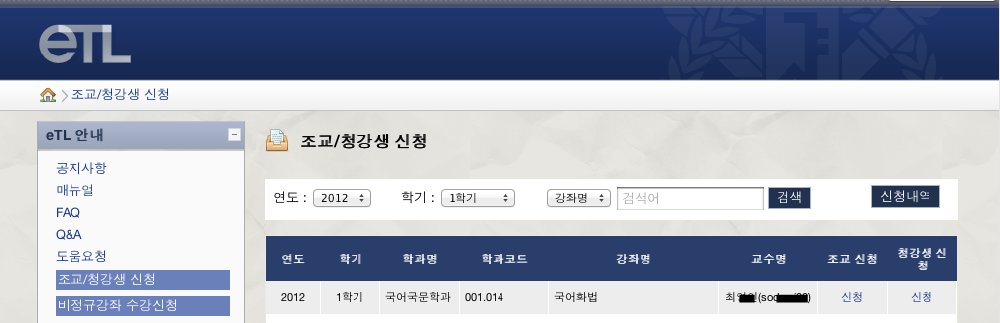 eTL
조교/청강생 신청
eTL 안내
조교/청강생 신청
공지사항
매뉴얼
FAQ
Q&A
도움요청
조교/청강생 신청
비정규강좌 수강신청
연도 : 2012 학기 : 1학기 강좌명 검색어 검색 신청내역
연도 학기 학과명 학과코드 강좌명 교수명 조교 신청 청강생 신
청
2012 1학기 국어국문학과 001.014 국어화법 최 신청 신청